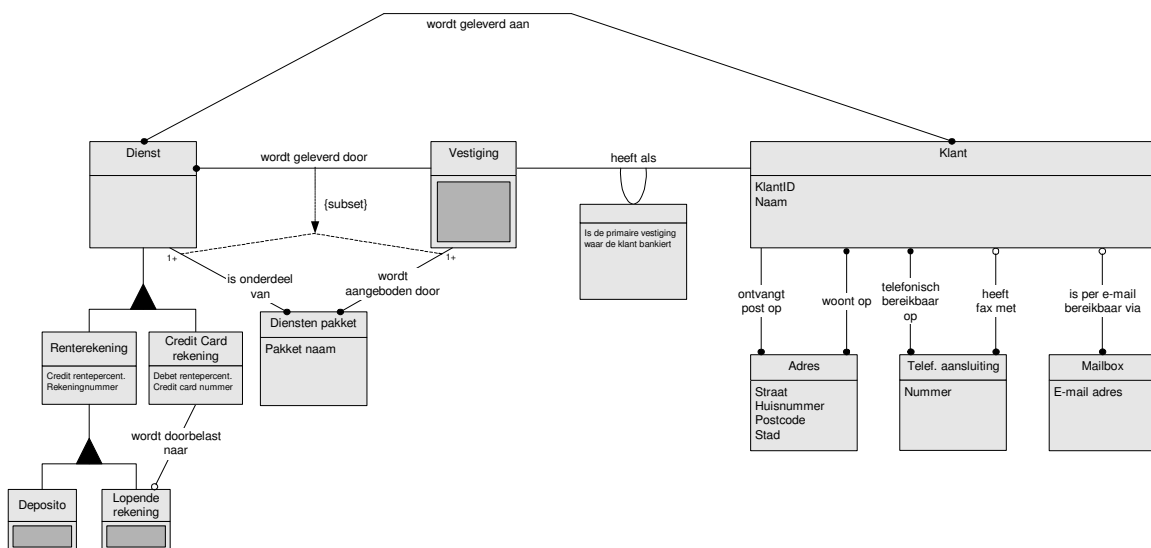 wordt geleverd aan
Dienst
wordt geleverd door
Vestiging
heeft als
Klant
KlantID
Naam
{subset}
Is de primaire vestiging
waar de klant bankiert
1+
1+
is onderdeel
van
wordt
aangeboden door
ontvangt
post op
woont op
telefonisch
bereikbaar
op
heeft
fax met
is per e-mail
bereikbaar via
Diensten pakket
Pakket naam
Renterekening
Credit rentepercent.
Rekeningnummer
Credit Card
rekening
Debet rentepercent.
Credit card nummer
Adres
Straat
Huisnummer
Postcode
Stad
Telef. aansluiting
Nummer
Mailbox
E-mail adres
wordt doorbelast
naar
Deposito
Lopende
rekening